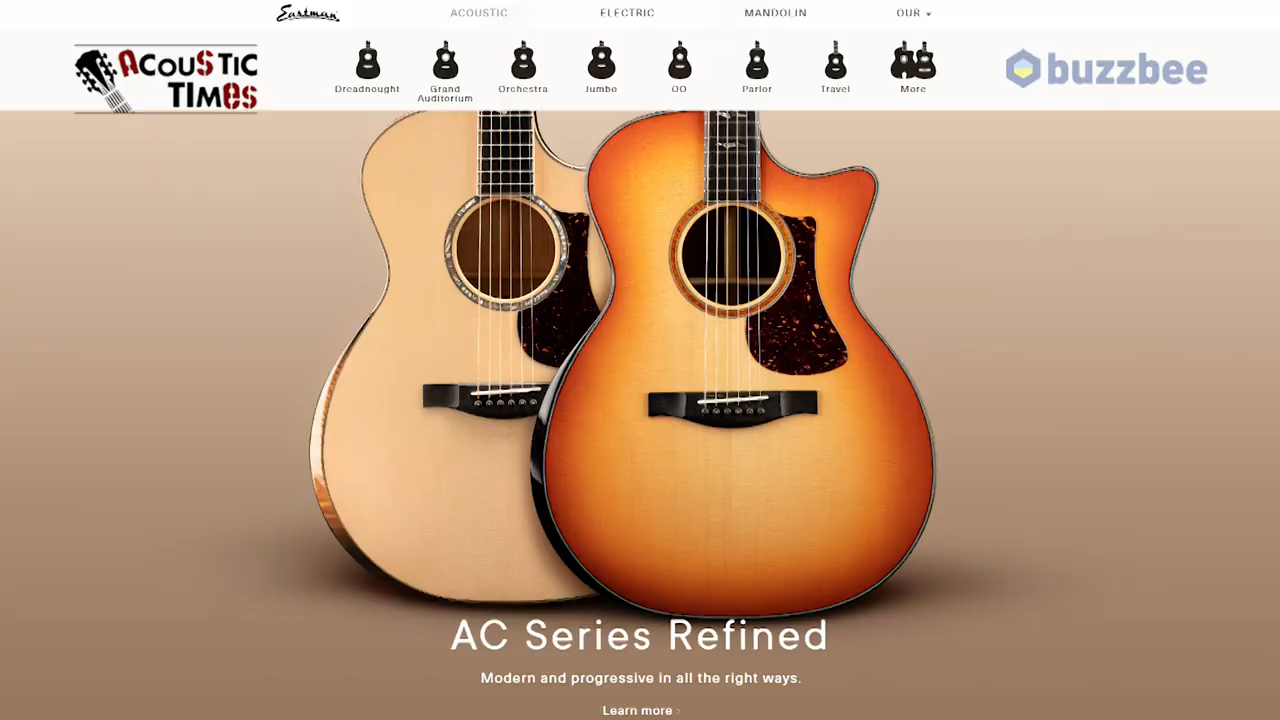 Eastman
ACOUSTIC
ELECTRIC
MANDOLIN
OUR
AcouStic
TIMes
Dreadnought
Grand
Auditorium
Orchestra
Jumbo
OO
Parlor
Travel
More
buzzbee
AC Series Refined
Modern and progressive in all the right ways.
Learn more ›